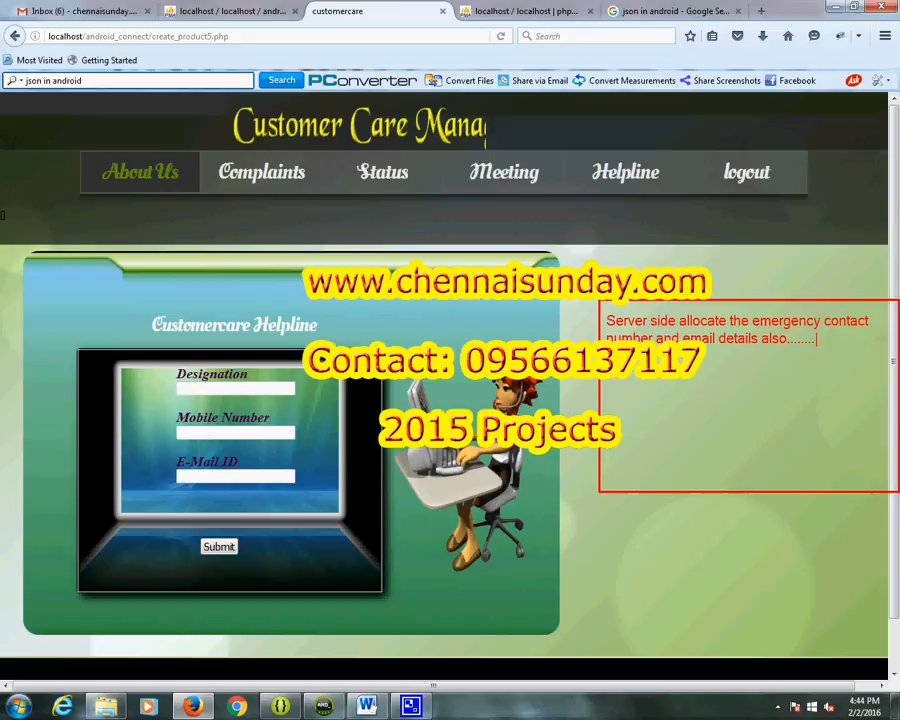 Inbox (6) - chennaisunday....
localhost / localhost / andr...
customercare
localhost / localhost | php...
json in android - Google Se...
localhost/android_connect/create_product5.php
Search
Most Visited
Getting Started
json in android
Search
PCONVERTER
Convert Files
Share via Email
Convert Measurements
Share Screenshots
Facebook
Ask
Customer Care Manag
About Us
Complaints
Status
Meeting
Helpline
logout
www.chennaisunday.com
Server side allocate the emergency contact
number and email details also........|
Customercare Helpline
Contact: 09566137117
Designation
Mobile Number
2015 Projects
E-Mail ID
Submit
4:44 PM
2/2/2016